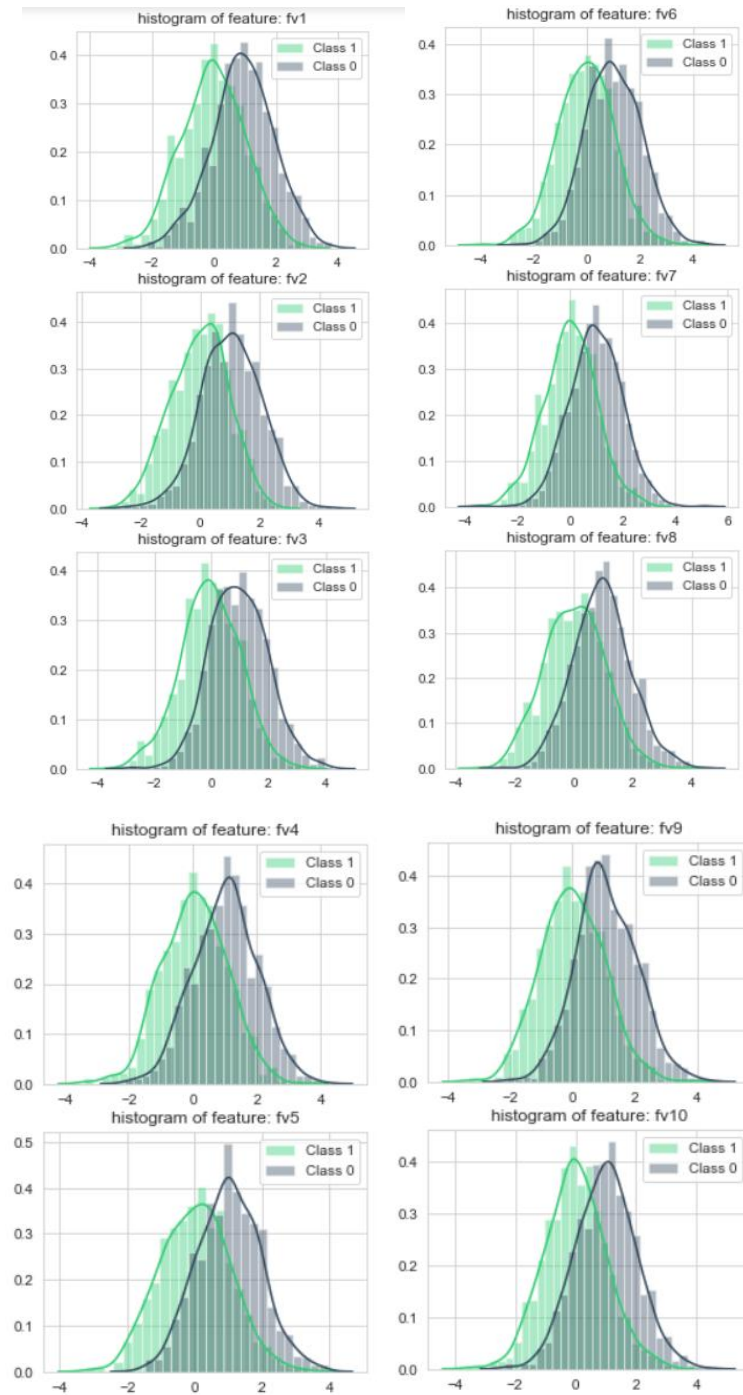 histogram of feature: fv1
Class 1
Class 0
0.4
0.3
0.2
0.1
0.0
−4 −2 0 2 4
histogram of feature: fv6
Class 1
Class 0
0.4
0.3
0.2
0.1
0.0
−4 −2 0 2 4
histogram of feature: fv2
Class 1
Class 0
0.4
0.3
0.2
0.1
0.0
−4 −2 0 2 4
histogram of feature: fv7
Class 1
Class 0
0.4
0.3
0.2
0.1
0.0
−4 −2 0 2 4 6
histogram of feature: fv3
Class 1
Class 0
0.4
0.3
0.2
0.1
0.0
−4 −2 0 2 4
histogram of feature: fv8
Class 1
Class 0
0.4
0.3
0.2
0.1
0.0
−4 −2 0 2 4
histogram of feature: fv4
Class 1
Class 0
0.4
0.3
0.2
0.1
0.0
−4 −2 0 2 4
histogram of feature: fv9
Class 1
Class 0
0.4
0.3
0.2
0.1
0.0
−4 −2 0 2 4
histogram of feature: fv5
Class 1
Class 0
0.5
0.4
0.3
0.2
0.1
0.0
−4 −2 0 2 4
histogram of feature: fv10
Class 1
Class 0
0.4
0.3
0.2
0.1
0.0
−4 −2 0 2 4